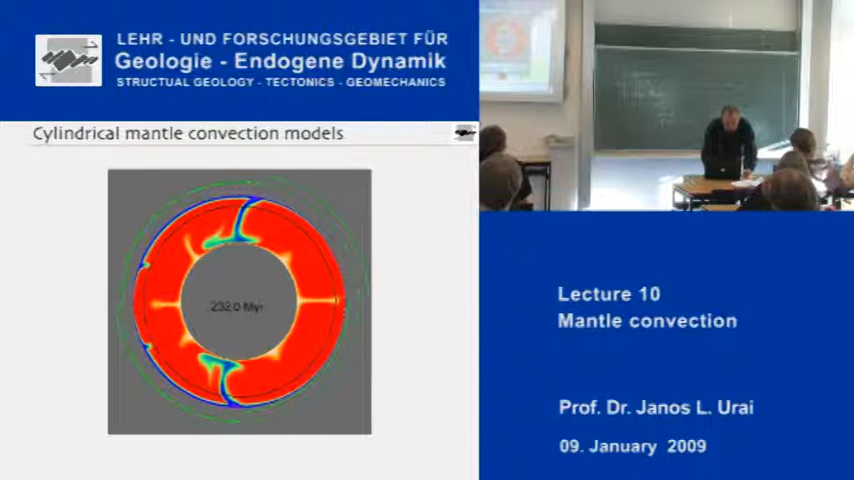 LEHR - UND FORSCHUNGSGEBIET FÜR
Geologie - Endogene Dynamik
STRUCTUAL GEOLOGY - TECTONICS - GEOMECHANICS
Cylindrical mantle convection models
232.0 Myr
Lecture 10
Mantle convection
Prof. Dr. Janos L. Urai
09. January 2009